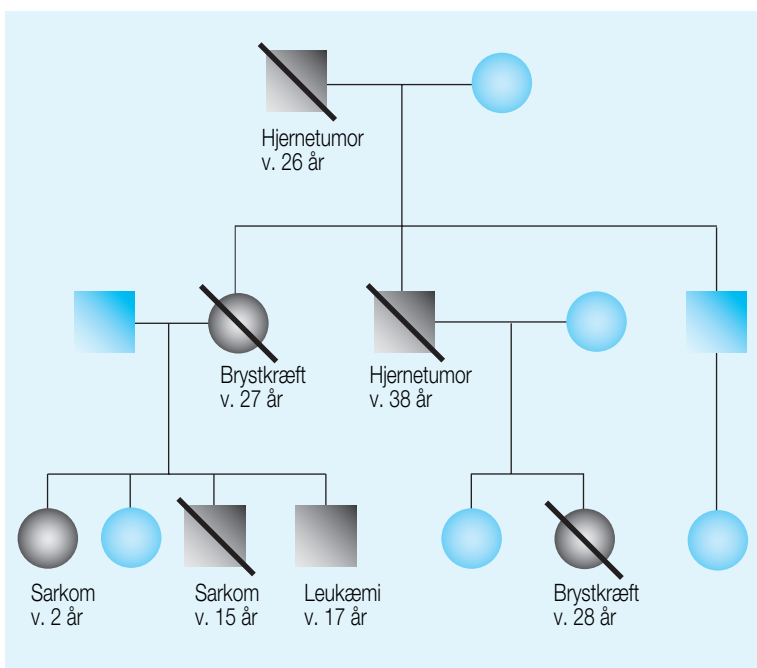 Hjernetumor
v. 26 år
Brystkræft
v. 27 år
Hjernetumor
v. 38 år
Sarkom
v. 2 år
Sarkom
v. 15 år
Leukæmi
v. 17 år
Brystkræft
v. 28 år